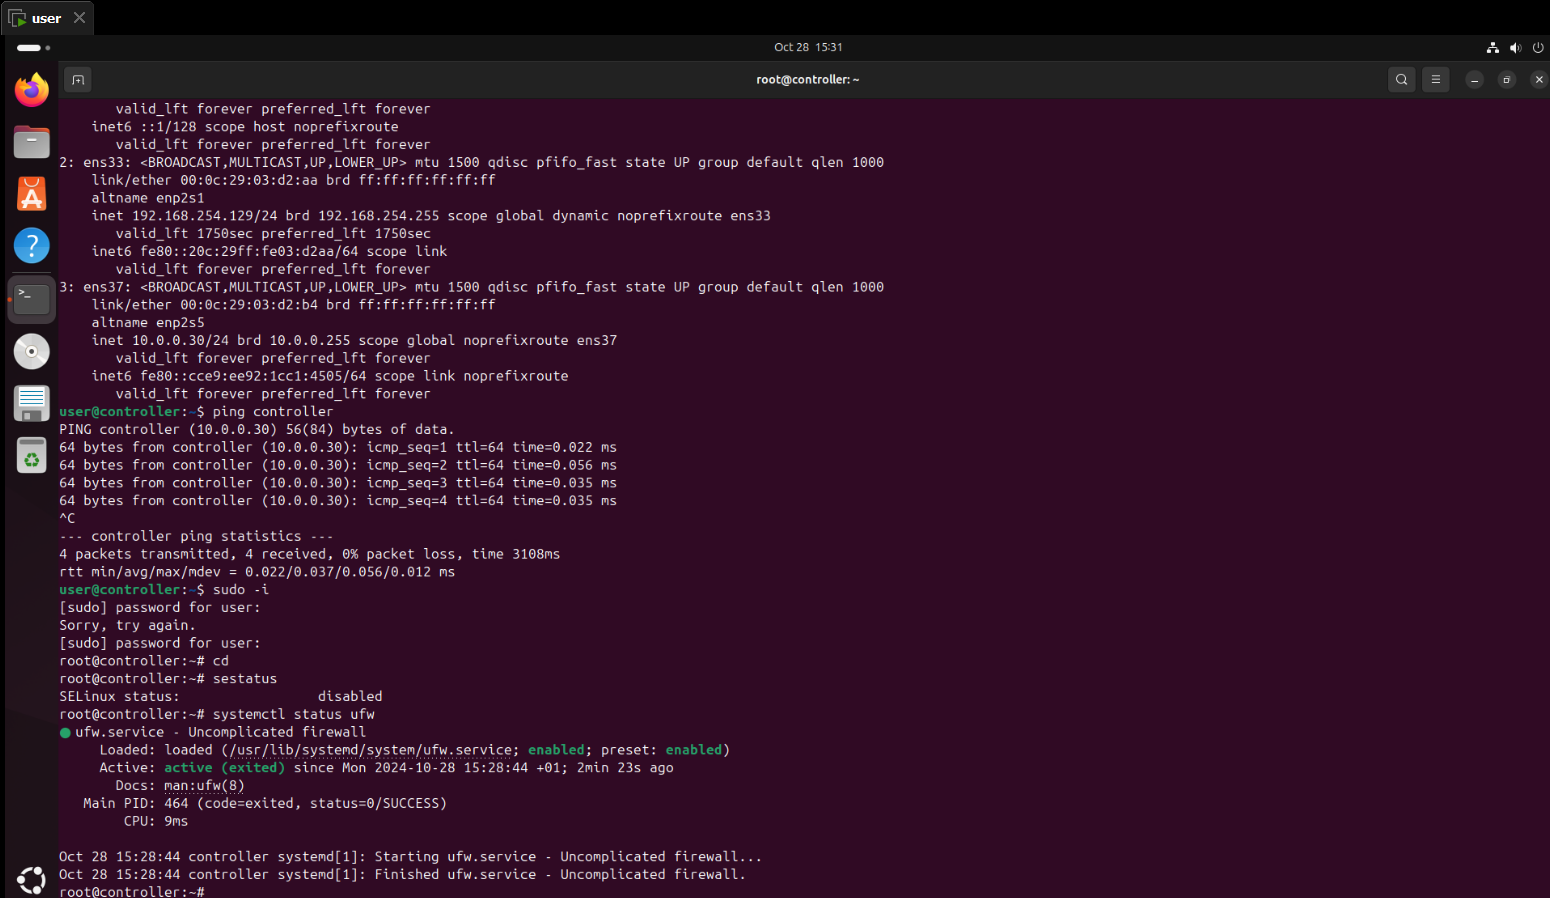 user
Oct 28 15:31
root@controller: ~
valid_lft forever preferred_lft forever
inet6 ::1/128 scope host noprefixroute
valid_lft forever preferred_lft forever
2: ens33: <BROADCAST,MULTICAST,UP,LOWER_UP> mtu 1500 qdisc pfifo_fast state UP group default qlen 1000
link/ether 00:0c:29:03:d2:aa brd ff:ff:ff:ff:ff:ff
altname enp2s1
inet 192.168.254.129/24 brd 192.168.254.255 scope global dynamic noprefixroute ens33
valid_lft 1750sec preferred_lft 1750sec
inet6 fe80::20c:29ff:fe03:d2aa/64 scope link
valid_lft forever preferred_lft forever
3: ens37: <BROADCAST,MULTICAST,UP,LOWER_UP> mtu 1500 qdisc pfifo_fast state UP group default qlen 1000
link/ether 00:0c:29:03:d2:b4 brd ff:ff:ff:ff:ff:ff
altname enp2s5
inet 10.0.0.30/24 brd 10.0.0.255 scope global noprefixroute ens37
valid_lft forever preferred_lft forever
inet6 fe80::cce9:ee92:1cc1:4505/64 scope link noprefixroute
valid_lft forever preferred_lft forever
user@controller:~$ ping controller
PING controller (10.0.0.30) 56(84) bytes of data.
64 bytes from controller (10.0.0.30): icmp_seq=1 ttl=64 time=0.022 ms
64 bytes from controller (10.0.0.30): icmp_seq=2 ttl=64 time=0.056 ms
64 bytes from controller (10.0.0.30): icmp_seq=3 ttl=64 time=0.035 ms
64 bytes from controller (10.0.0.30): icmp_seq=4 ttl=64 time=0.035 ms
^C
--- controller ping statistics ---
4 packets transmitted, 4 received, 0% packet loss, time 3108ms
rtt min/avg/max/mdev = 0.022/0.037/0.056/0.012 ms
user@controller:~$ sudo -i
[sudo] password for user:
Sorry, try again.
[sudo] password for user:
root@controller:~# cd
root@controller:~# sestatus
SELinux status: disabled
root@controller:~# systemctl status ufw
● ufw.service - Uncomplicated firewall
Loaded: loaded (/usr/lib/systemd/system/ufw.service; enabled; preset: enabled)
Active: active (exited) since Mon 2024-10-28 15:28:44 +01; 2min 23s ago
Docs: man:ufw(8)
Main PID: 464 (code=exited, status=0/SUCCESS)
CPU: 9ms
Oct 28 15:28:44 controller systemd[1]: Starting ufw.service - Uncomplicated firewall...
Oct 28 15:28:44 controller systemd[1]: Finished ufw.service - Uncomplicated firewall.
root@controller:~#